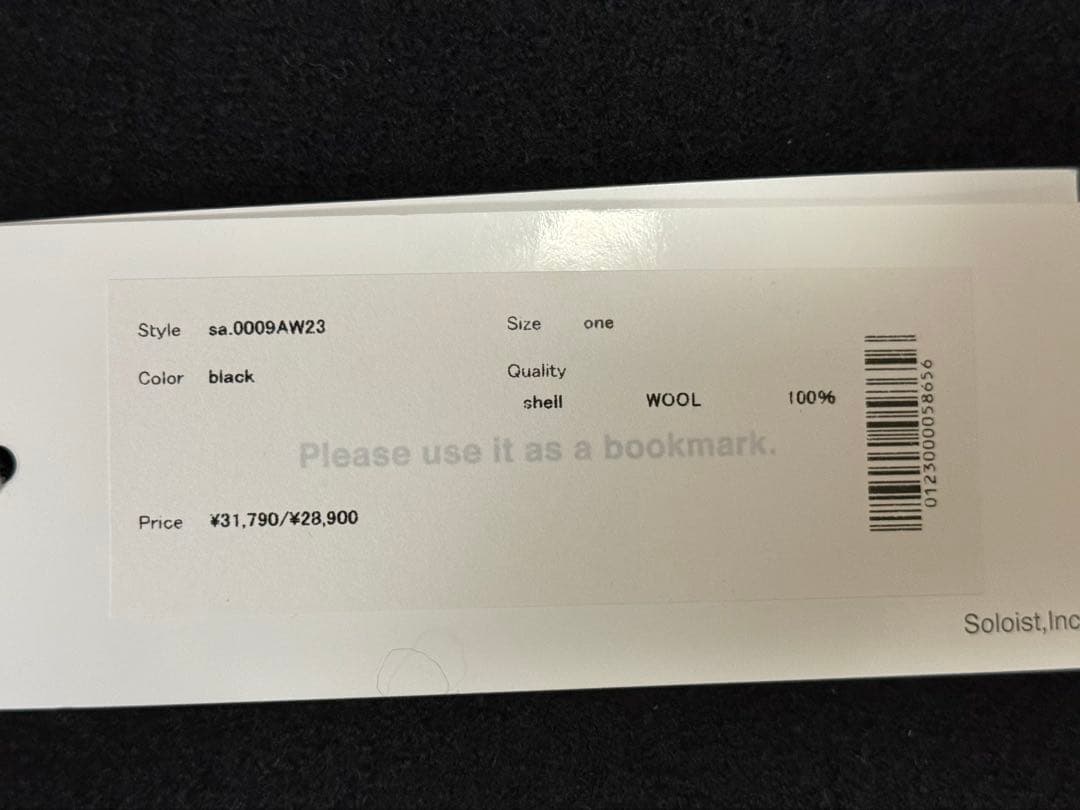 Style sa.0009AW23 Size one
Color black Quality
shell WOOL 100%
Please use it as a bookmark.
Price ¥31,790/¥28,900
0123000058656
Soloist,Inc